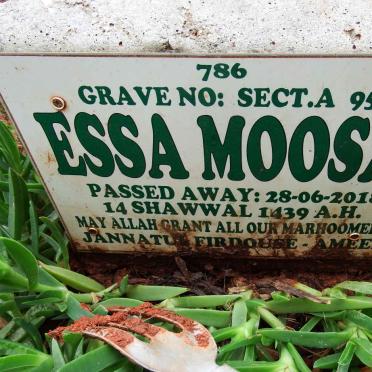 786
GRAVE NO: SECT.A 95
ESSA MOOSA
PASSED AWAY: 28-06-2018
14 SHAWWAL 1439 A.H.
MAY ALLAH GRANT ALL OUR MARHOOMEEN
JANNATUL FIRDOUSE - AMEEN